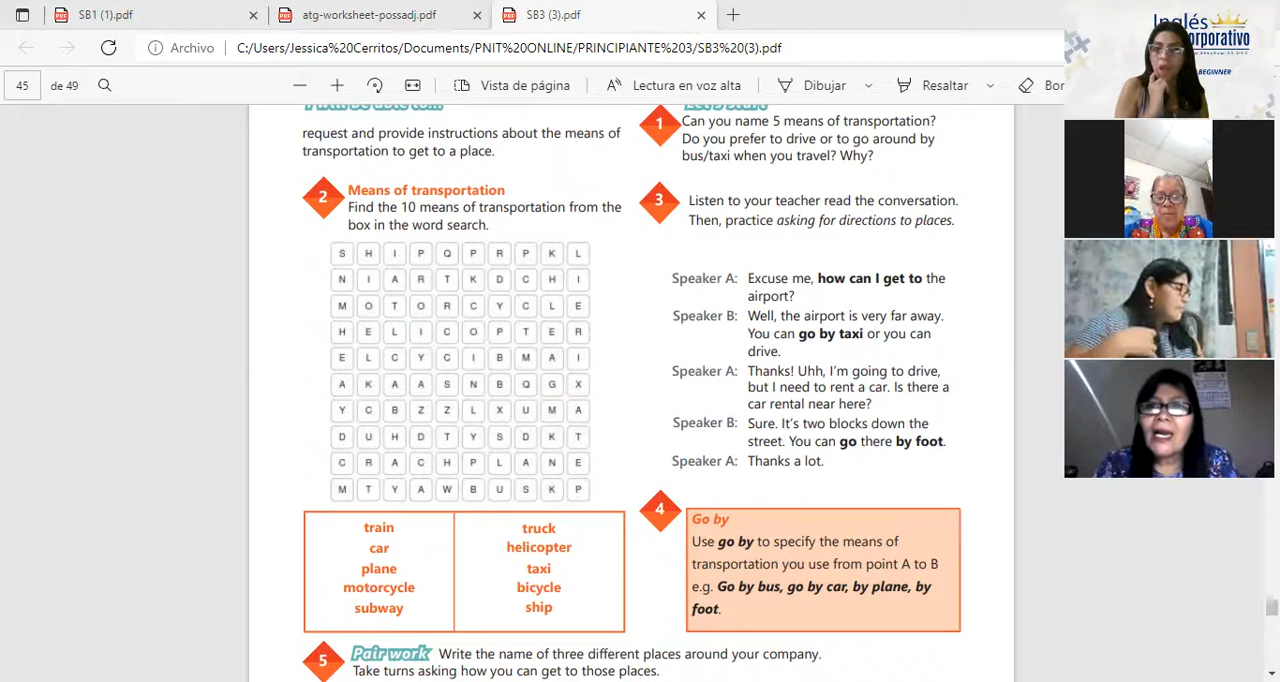 SB1 (1).pdf
atg-worksheet-possadj.pdf
SB3 (3).pdf
Archivo
C:/Users/Jessica%20Cerritos/Documents/PNIT%20ONLINE/PRINCIPIANTE%203/SB3%20(3).pdf
45 de 49
Vista de página
Lectura en voz alta
Dibujar
Resaltar
Bor
Inglés
orporativo
BEGINNER
request and provide instructions about the means of
transportation to get to a place.
2 Means of transportation
Find the 10 means of transportation from the
box in the word search.
S H I P Q P R P K L
N I A R T K D C H I
M O T O R C Y C L E
H E L I C O P T E R
E L C Y C I B M A I
A K A A S N B Q G X
Y C B Z Z L X U M A
D U H D T Y S D K T
C R A C H P L A N E
M T Y A W B U S K P
train
car
plane
motorcycle
subway
truck
helicopter
taxi
bicycle
ship
1 Can you name 5 means of transportation?
Do you prefer to drive or to go around by
bus/taxi when you travel? Why?
3 Listen to your teacher read the conversation.
Then, practice asking for directions to places.
Speaker A: Excuse me, how can I get to the
airport?
Speaker B: Well, the airport is very far away.
You can go by taxi or you can
drive.
Speaker A: Thanks! Uhh, I'm going to drive,
but I need to rent a car. Is there a
car rental near here?
Speaker B: Sure. It's two blocks down the
street. You can go there by foot.
Speaker A: Thanks a lot.
4 Go by
Use go by to specify the means of
transportation you use from point A to B
e.g. Go by bus, go by car, by plane, by
foot.
5 Pair work Write the name of three different places around your company.
Take turns asking how you can get to those places.